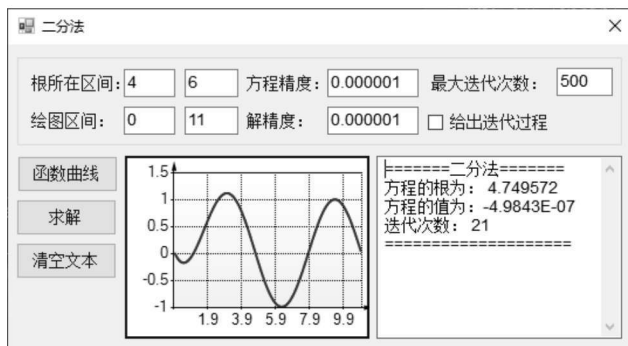 二分法
根所在区间: 4 6 方程精度: 0.000001 最大迭代次数: 500
绘图区间: 0 11 解精度: 0.000001 给出迭代过程
函数曲线
求解
清空文本
1.5
1
0.5
0
-0.5
-1
1.9 3.9 5.9 7.9 9.9
=======二分法=======
方程的根为: 4.749572
方程的值为: -4.9843E-07
迭代次数: 21
====================